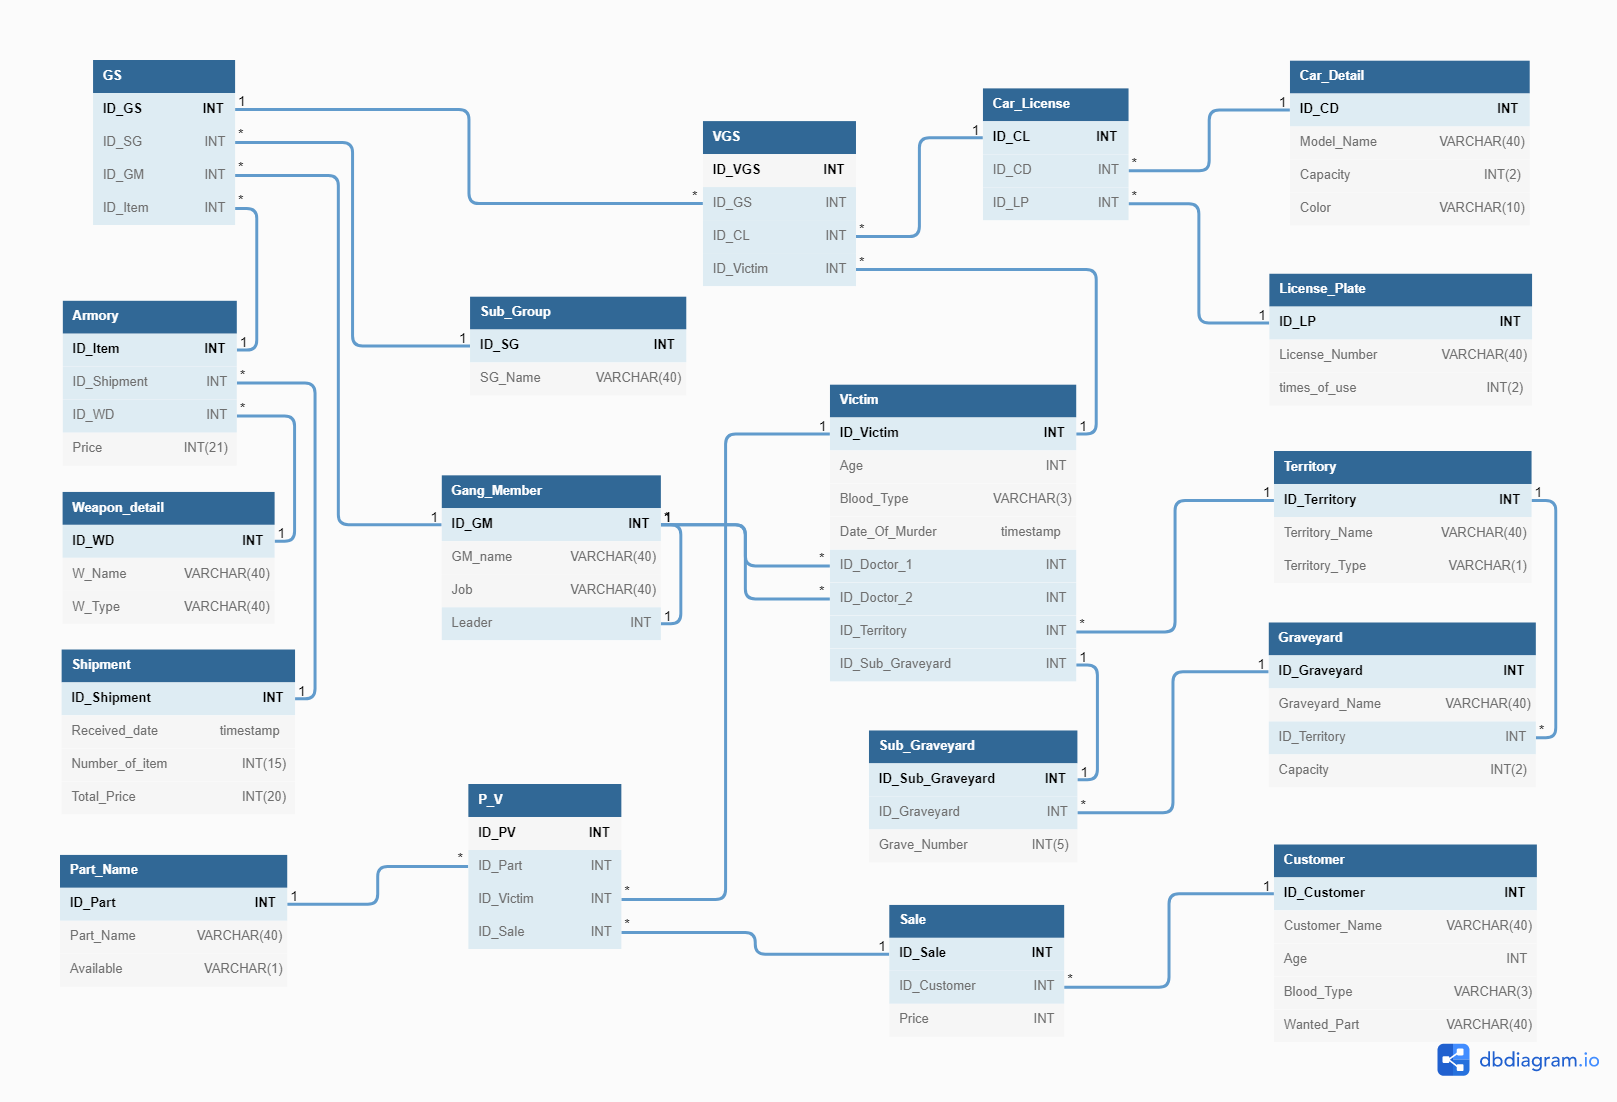 GS
ID_GS INT
ID_SG INT
ID_GM INT
ID_Item INT
1
*
*
*
Armory
ID_Item INT
ID_Shipment INT
ID_WD INT
Price INT(21)
1
*
*
Weapon_detail
ID_WD INT
W_Name VARCHAR(40)
W_Type VARCHAR(40)
1
Shipment
ID_Shipment INT
Received_date timestamp
Number_of_item INT(15)
Total_Price INT(20)
1
Part_Name
ID_Part INT
Part_Name VARCHAR(40)
Available VARCHAR(1)
1
Sub_Group
1
ID_SG INT
SG_Name VARCHAR(40)
Gang_Member
1
ID_GM INT
GM_name VARCHAR(40)
Job VARCHAR(40)
Leader INT
*
1
1
P_V
ID_PV INT
ID_Part INT
ID_Victim INT
ID_Sale INT
*
*
*
VGS
ID_VGS INT
ID_GS INT
ID_CL INT
ID_Victim INT
*
*
*
Victim
ID_Victim INT
Age INT
Blood_Type VARCHAR(3)
Date_Of_Murder timestamp
ID_Doctor_1 INT
ID_Doctor_2 INT
ID_Territory INT
ID_Sub_Graveyard INT
1
1
*
*
*
1
Sub_Graveyard
ID_Sub_Graveyard INT
ID_Graveyard INT
Grave_Number INT(5)
1
*
Sale
ID_Sale INT
ID_Customer INT
Price INT
1
*
Car_License
ID_CL INT
ID_CD INT
ID_LP INT
1
*
*
Car_Detail
ID_CD INT
Model_Name VARCHAR(40)
Capacity INT(2)
Color VARCHAR(10)
1
License_Plate
ID_LP INT
License_Number VARCHAR(40)
times_of_use INT(2)
1
Territory
ID_Territory INT
Territory_Name VARCHAR(40)
Territory_Type VARCHAR(1)
1
1
Graveyard
ID_Graveyard INT
Graveyard_Name VARCHAR(40)
ID_Territory INT
Capacity INT(2)
1
*
Customer
ID_Customer INT
Customer_Name VARCHAR(40)
Age INT
Blood_Type VARCHAR(3)
Wanted_Part VARCHAR(40)
1
dbdiagram.io